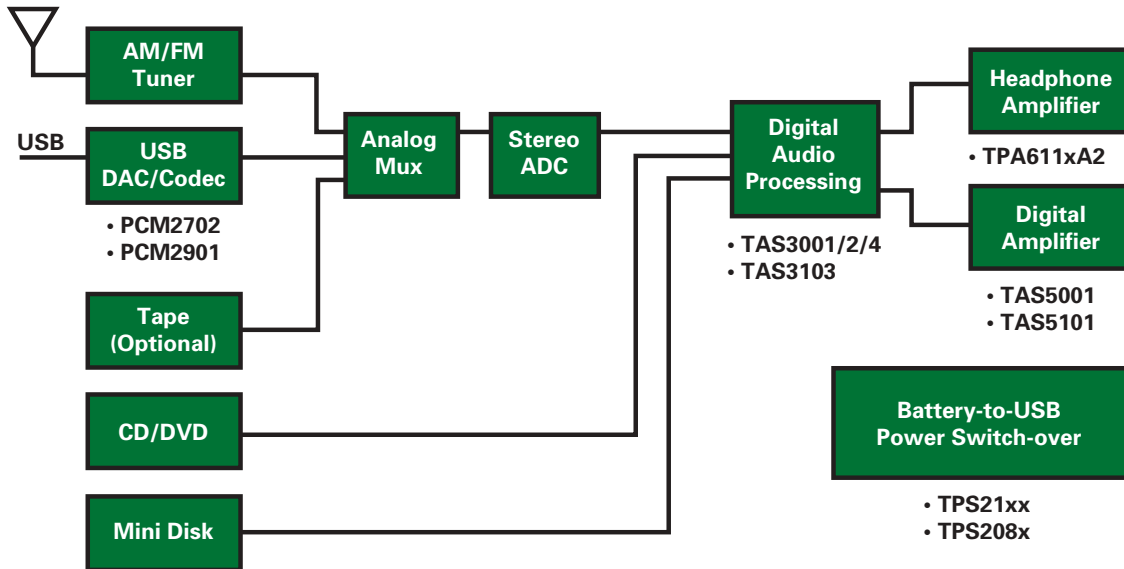 AM/FM
Tuner
USB
USB
DAC/Codec
• PCM2702
• PCM2901
Tape
(Optional)
CD/DVD
Mini Disk
Analog
Mux
Stereo
ADC
Digital
Audio
Processing
• TAS3001/2/4
• TAS3103
Headphone
Amplifier
• TPA611xA2
Digital
Amplifier
• TAS5001
• TAS5101
Battery-to-USB
Power Switch-over
• TPS21xx
• TPS208x